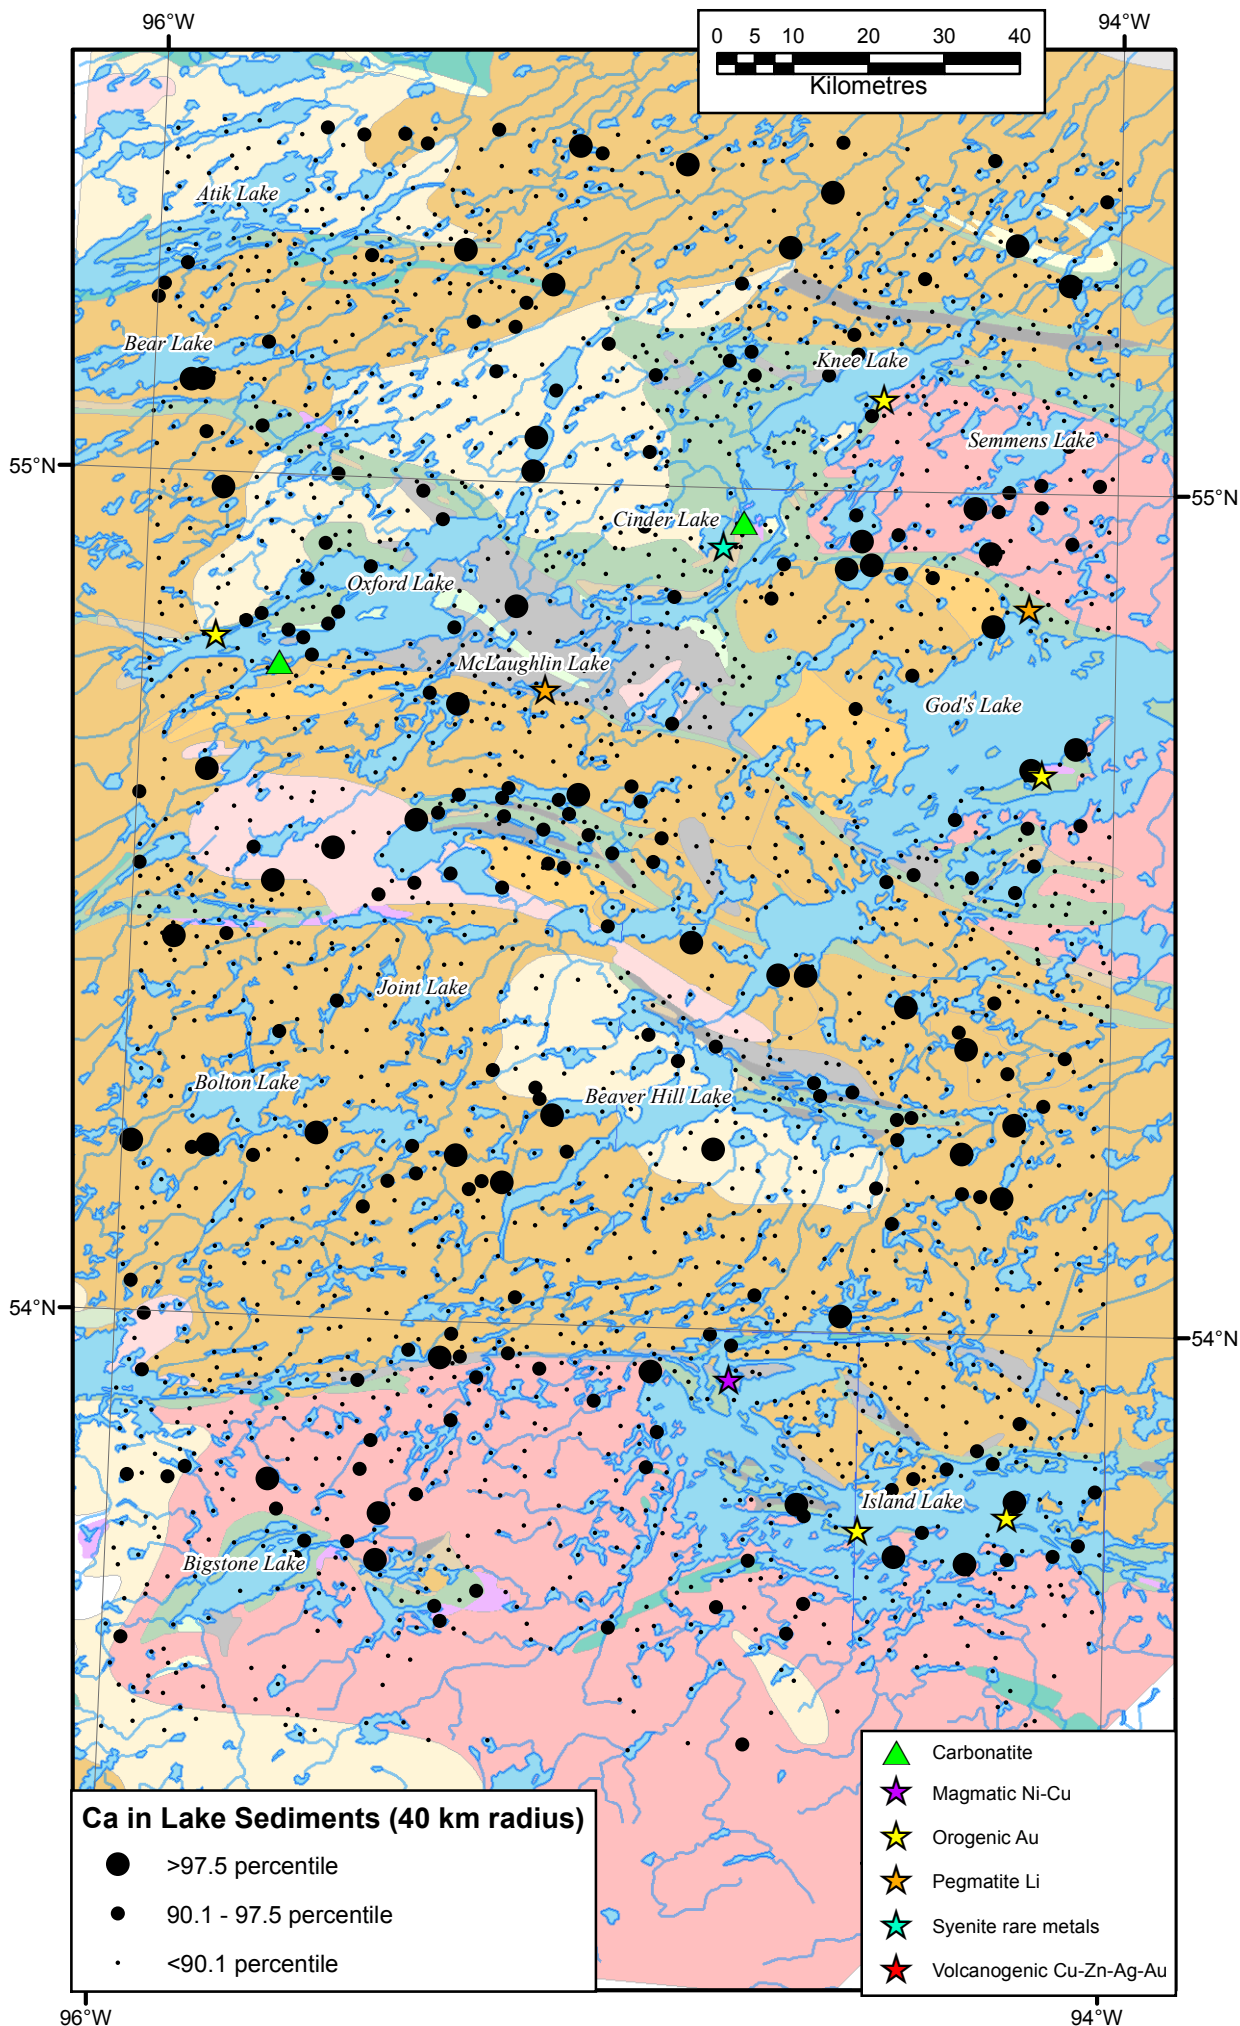 96°W
94°W
0 5 10 20 30 40
Kilometres
Atik Lake
Bear Lake
Knee Lake
Semmens Lake
55°N
55°N
Cinder Lake
Oxford Lake
McLaughlin Lake
God's Lake
Joint Lake
Bolton Lake
Beaver Hill Lake
54°N
54°N
Island Lake
Bigstone Lake
Ca in Lake Sediments (40 km radius)
>97.5 percentile
90.1 - 97.5 percentile
<90.1 percentile
Carbonatite
Magmatic Ni-Cu
Orogenic Au
Pegmatite Li
Syenite rare metals
Volcanogenic Cu-Zn-Ag-Au
96°W
94°W